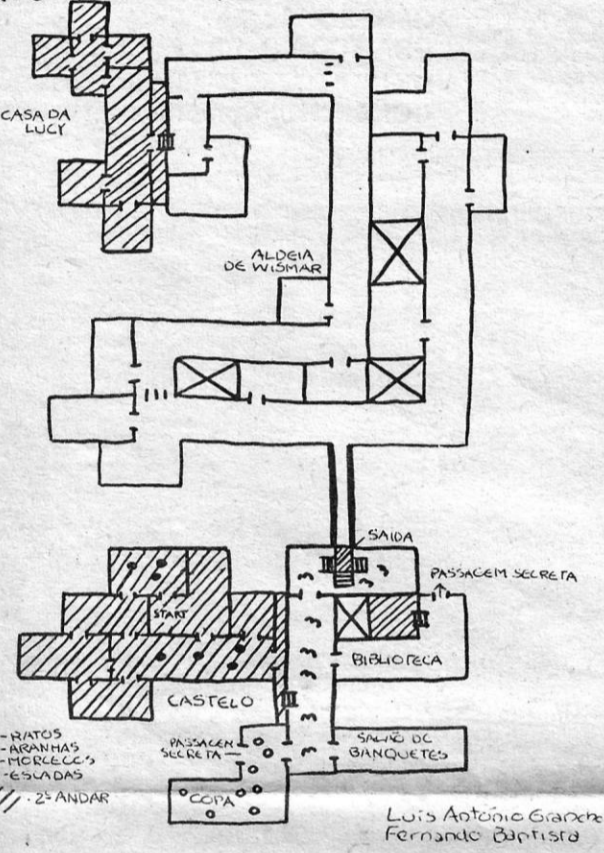 CASA DA
LUCY
ALDEIA
DE WISMAR
SAIDA
PASSAGEM SECRETA
START
BIBLIOTECA
CASTELO
PASSAGEM
SECRETA
SALÃO DE
BANQUETES
COPA
-RATOS
-ARANHAS
-MORCEGOS
-ESCADAS
2º ANDAR
Luis António
Fernando Baptista